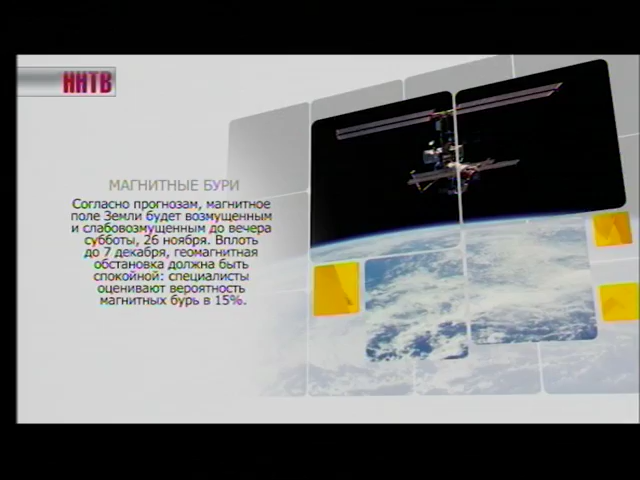 ННТВ
МАГНИТНЫЕ БУРИ
Согласно прогнозам, магнитное
поле Земли будет возмущенным
и слабовозмущенным до вечера
субботы, 26 ноября. Вплоть
до 7 декабря, геомагнитная
обстановка должна быть
спокойной: специалисты
оценивают вероятность
магнитных бурь в 15%.